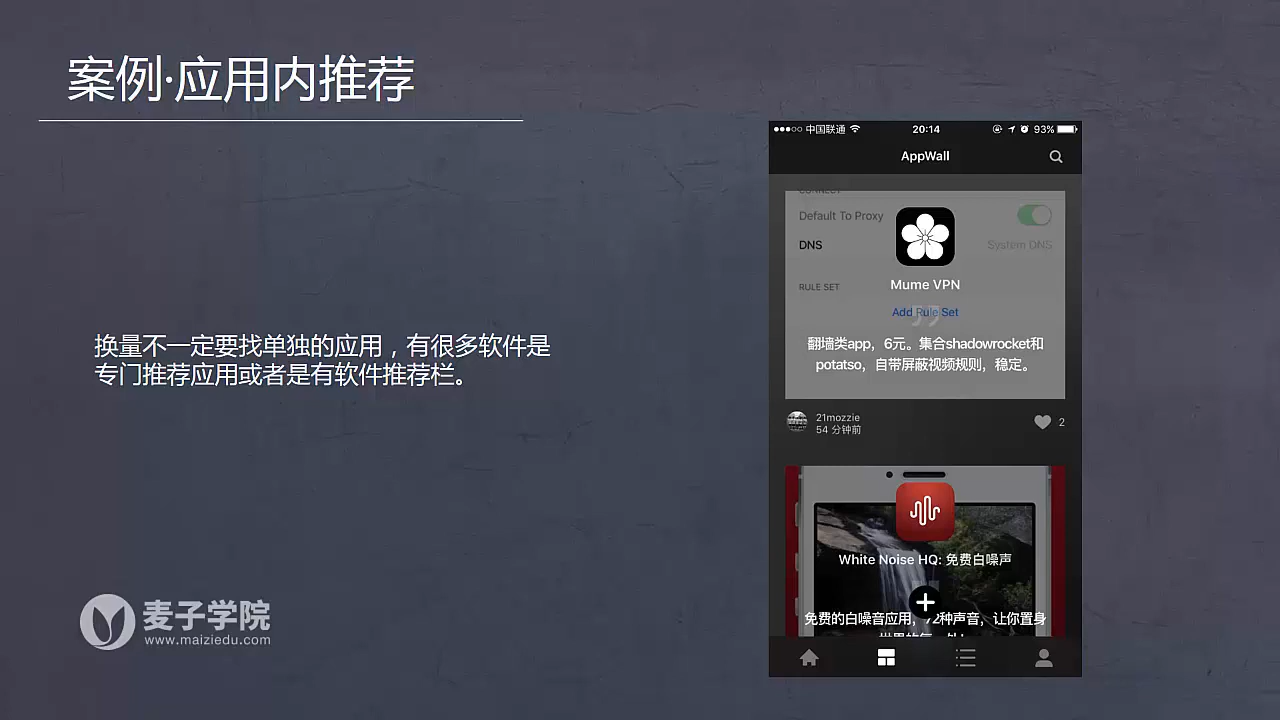 案例·应用内推荐
换量不一定要找单独的应用，有很多软件是
专门推荐应用或者是有软件推荐栏。
中国联通
20:14
93%
AppWall
CONNECT
Default To Proxy
DNS
System DNS
RULE SET
Mume VPN
Add Rule Set
翻墙类app，6元。集合shadowrocket和
potatso，自带屏蔽视频规则，稳定。
21mozzie
54 分钟前
2
White Noise HQ: 免费白噪声
免费的白噪音应用，72种声音，让你置身
麦子学院
www.maiziedu.com